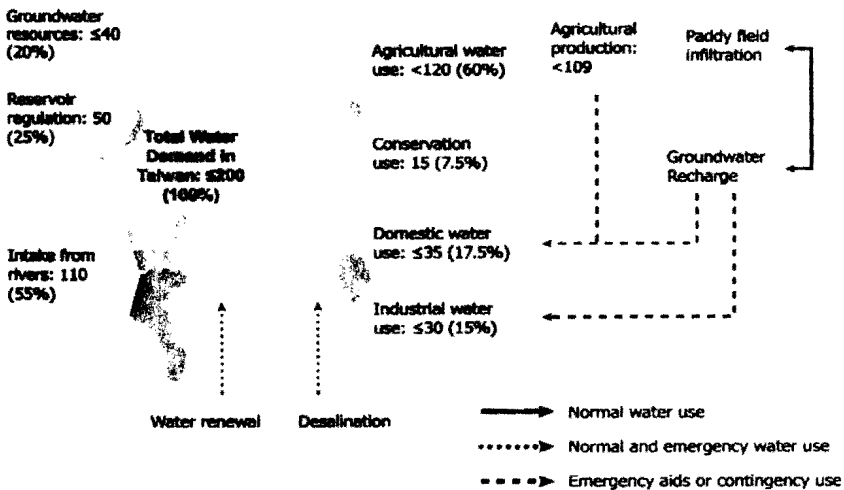 Groundwater
resources: ≤40
(20%)
Reservoir
regulation: 50
(25%)
Intake from
rivers: 110
(55%)
Total Water
Demand in
Taiwan: ≤200
(100%)
Agricultural water
use: <120 (60%)
Conservation
use: 15 (7.5%)
Domestic water
use: ≤35 (17.5%)
Industrial water
use: ≤30 (15%)
Agricultural
production:
<109
Paddy field
infiltration
Groundwater
Recharge
Water renewal
Desalination
Normal water use
Normal and emergency water use
Emergency aids or contingency use